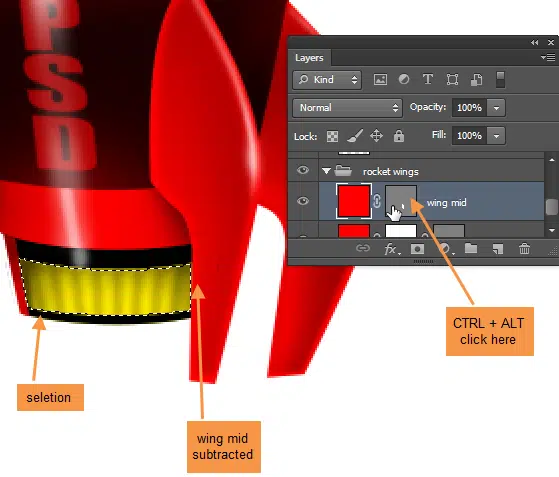 PSD
Layers
Kind
T
Normal
Opacity: 100%
Lock:
Fill: 100%
rocket wings
wing mid
fx
CTRL + ALT
click here
seletion
wing mid
subtracted